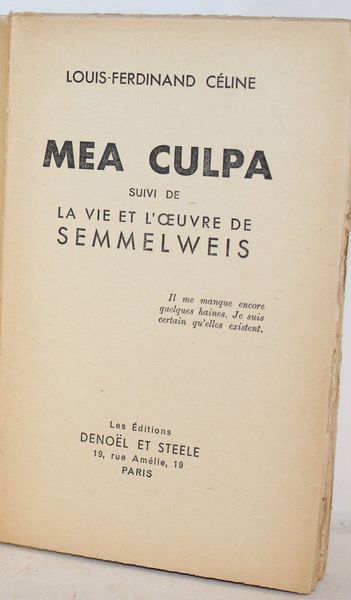 LOUIS-FERDINAND CÉLINE
MEA CULPA
SUIVI DE
LA VIE ET L'ŒUVRE DE
SEMMELWEIS
Il me manque encore
quelques haines. Je suis
certain qu'elles existent.
Les Éditions
DENOËL ET STEELE
19, rue Amélie, 19
PARIS